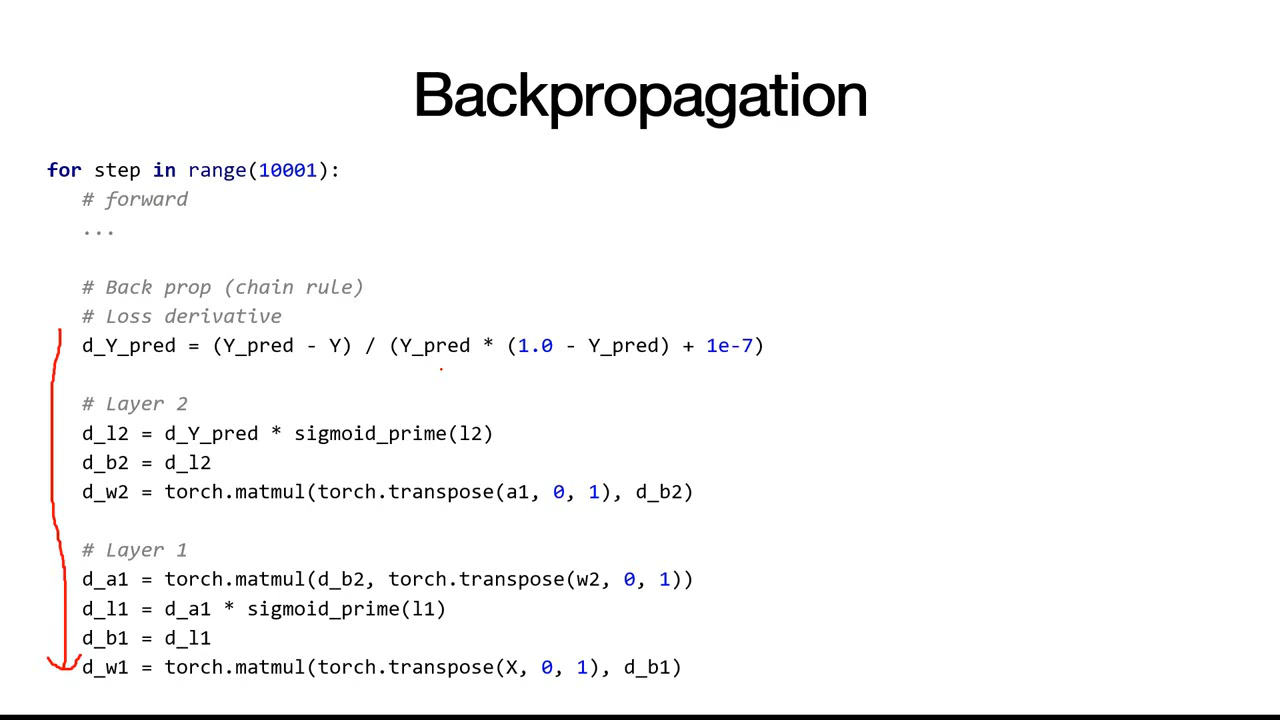 Backpropagation
for step in range(10001):
# forward
...
# Back prop (chain rule)
# Loss derivative
d_Y_pred = (Y_pred - Y) / (Y_pred * (1.0 - Y_pred) + 1e-7)
# Layer 2
d_l2 = d_Y_pred * sigmoid_prime(l2)
d_b2 = d_l2
d_w2 = torch.matmul(torch.transpose(a1, 0, 1), d_b2)
# Layer 1
d_a1 = torch.matmul(d_b2, torch.transpose(w2, 0, 1))
d_l1 = d_a1 * sigmoid_prime(l1)
d_b1 = d_l1
d_w1 = torch.matmul(torch.transpose(X, 0, 1), d_b1)